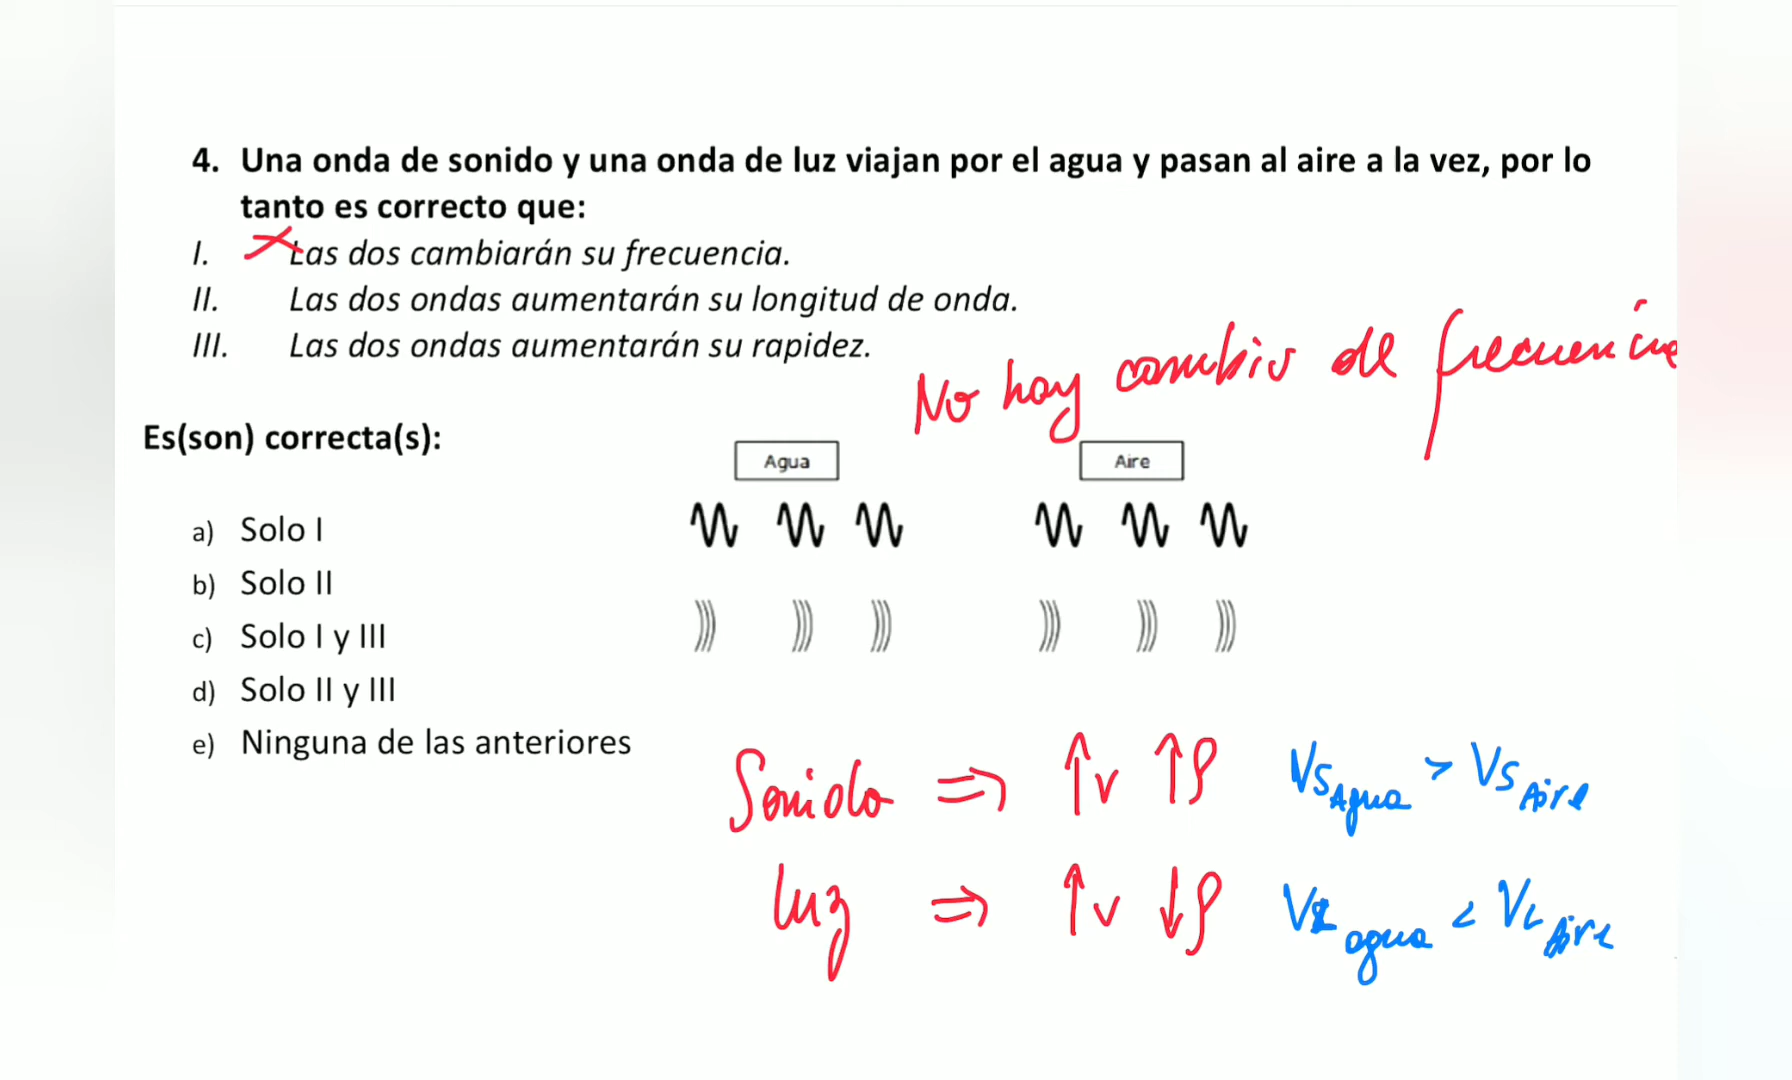 4. Una onda de sonido y una onda de luz viajan por el agua y pasan al aire a la vez, por lo
tanto es correcto que:
I. Las dos cambiarán su frecuencia.
II. Las dos ondas aumentarán su longitud de onda.
III. Las dos ondas aumentarán su rapidez.
No hay cambio de frecuencia
Es(son) correcta(s):
Agua Aire
a) Solo I
b) Solo II
c) Solo I y III
d) Solo II y III
e) Ninguna de las anteriores
Sonido ⇒ ↑v ↑ρ Vs Agua > Vs Aire
luz ⇒ ↑v ↓ρ VL agua < VL Aire